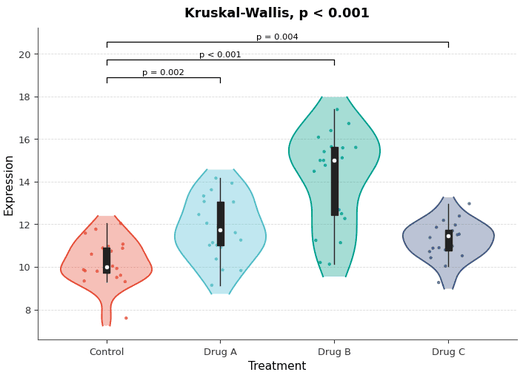 Kruskal-Wallis, p < 0.001
p = 0.004
p < 0.001
p = 0.002
20
18
16
14
12
10
8
Expression
Control Drug A Drug B Drug C
Treatment